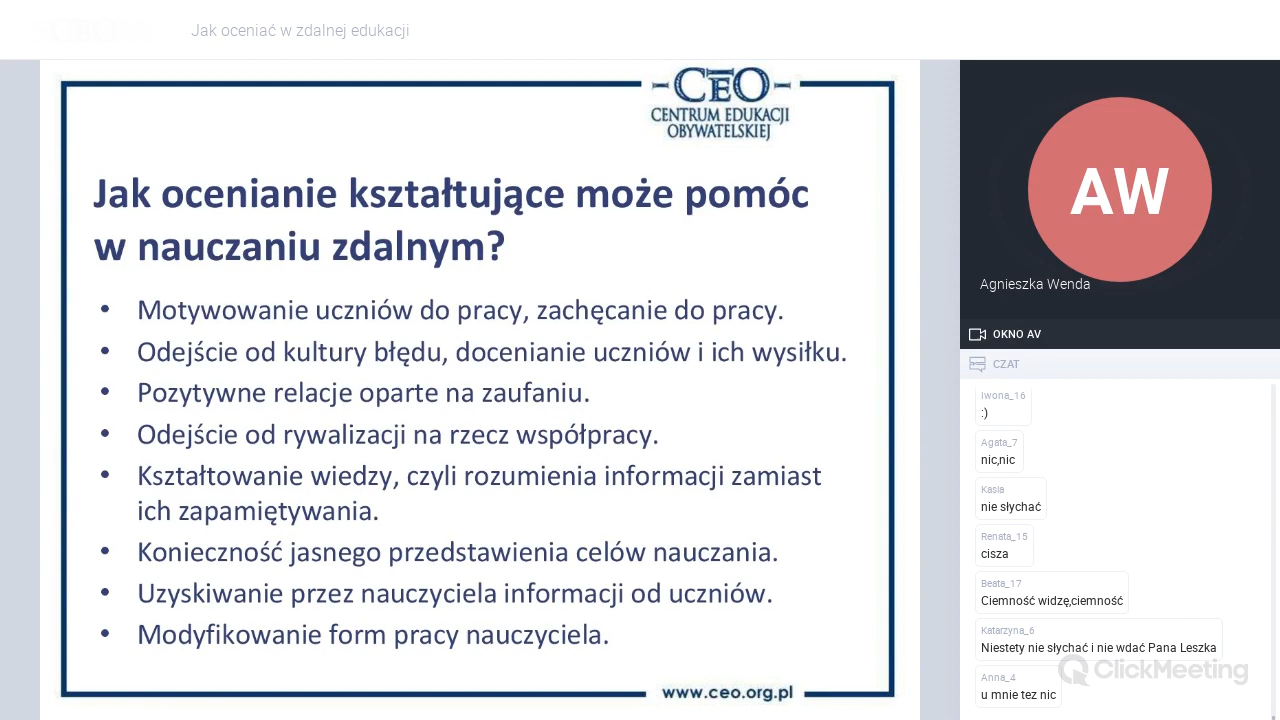 Jak oceniać w zdalnej edukacji
CEO
CENTRUM EDUKACJI
OBYWATELSKIEJ
Jak ocenianie kształtujące może pomóc
w nauczaniu zdalnym?
• Motywowanie uczniów do pracy, zachęcanie do pracy.
• Odejście od kultury błędu, docenianie uczniów i ich wysiłku.
• Pozytywne relacje oparte na zaufaniu.
• Odejście od rywalizacji na rzecz współpracy.
• Kształtowanie wiedzy, czyli rozumienia informacji zamiast
ich zapamiętywania.
• Konieczność jasnego przedstawienia celów nauczania.
• Uzyskiwanie przez nauczyciela informacji od uczniów.
• Modyfikowanie form pracy nauczyciela.
www.ceo.org.pl
AW
Agnieszka Wenda
OKNO AV
CZAT
Iwona_16
:)
Agata_7
nic,nic
Kasia
nie słychać
Renata_15
cisza
Beata_17
Ciemność widzę,ciemność
Katarzyna_6
Niestety nie słychać i nie wdać Pana Leszka
Anna_4
u mnie tez nic
ClickMeeting